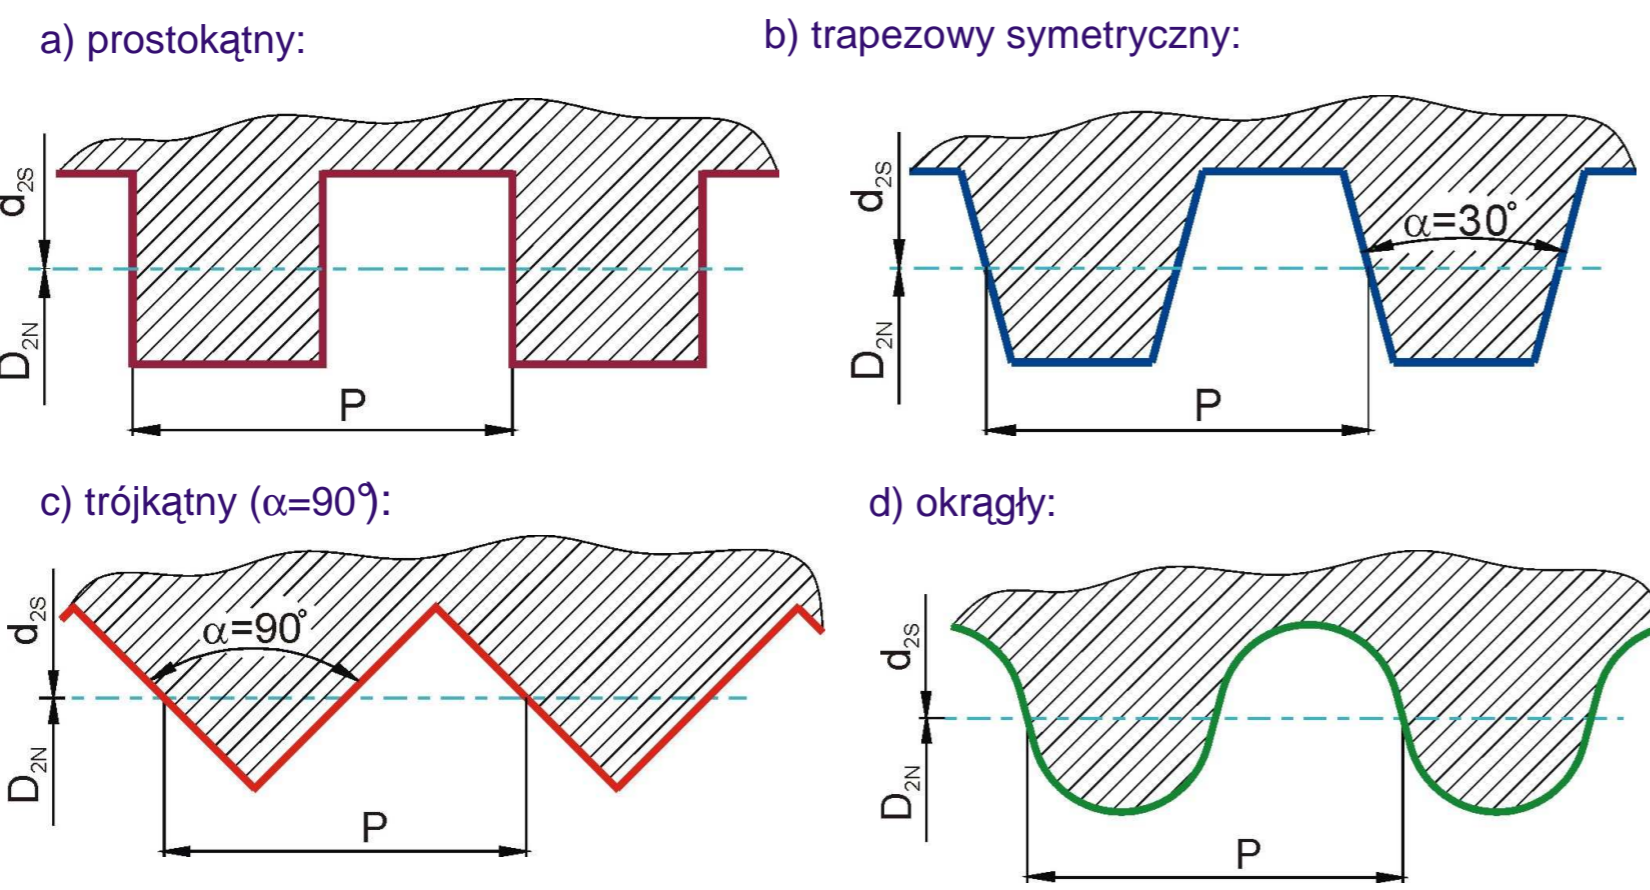 a) prostokątny:
b) trapezowy symetryczny:
d2S
D2N
P
d2S
D2N
α=30°
P
c) trójkątny (α=90°):
d) okrągły:
d2S
D2N
α=90°
P
d2S
D2N
P